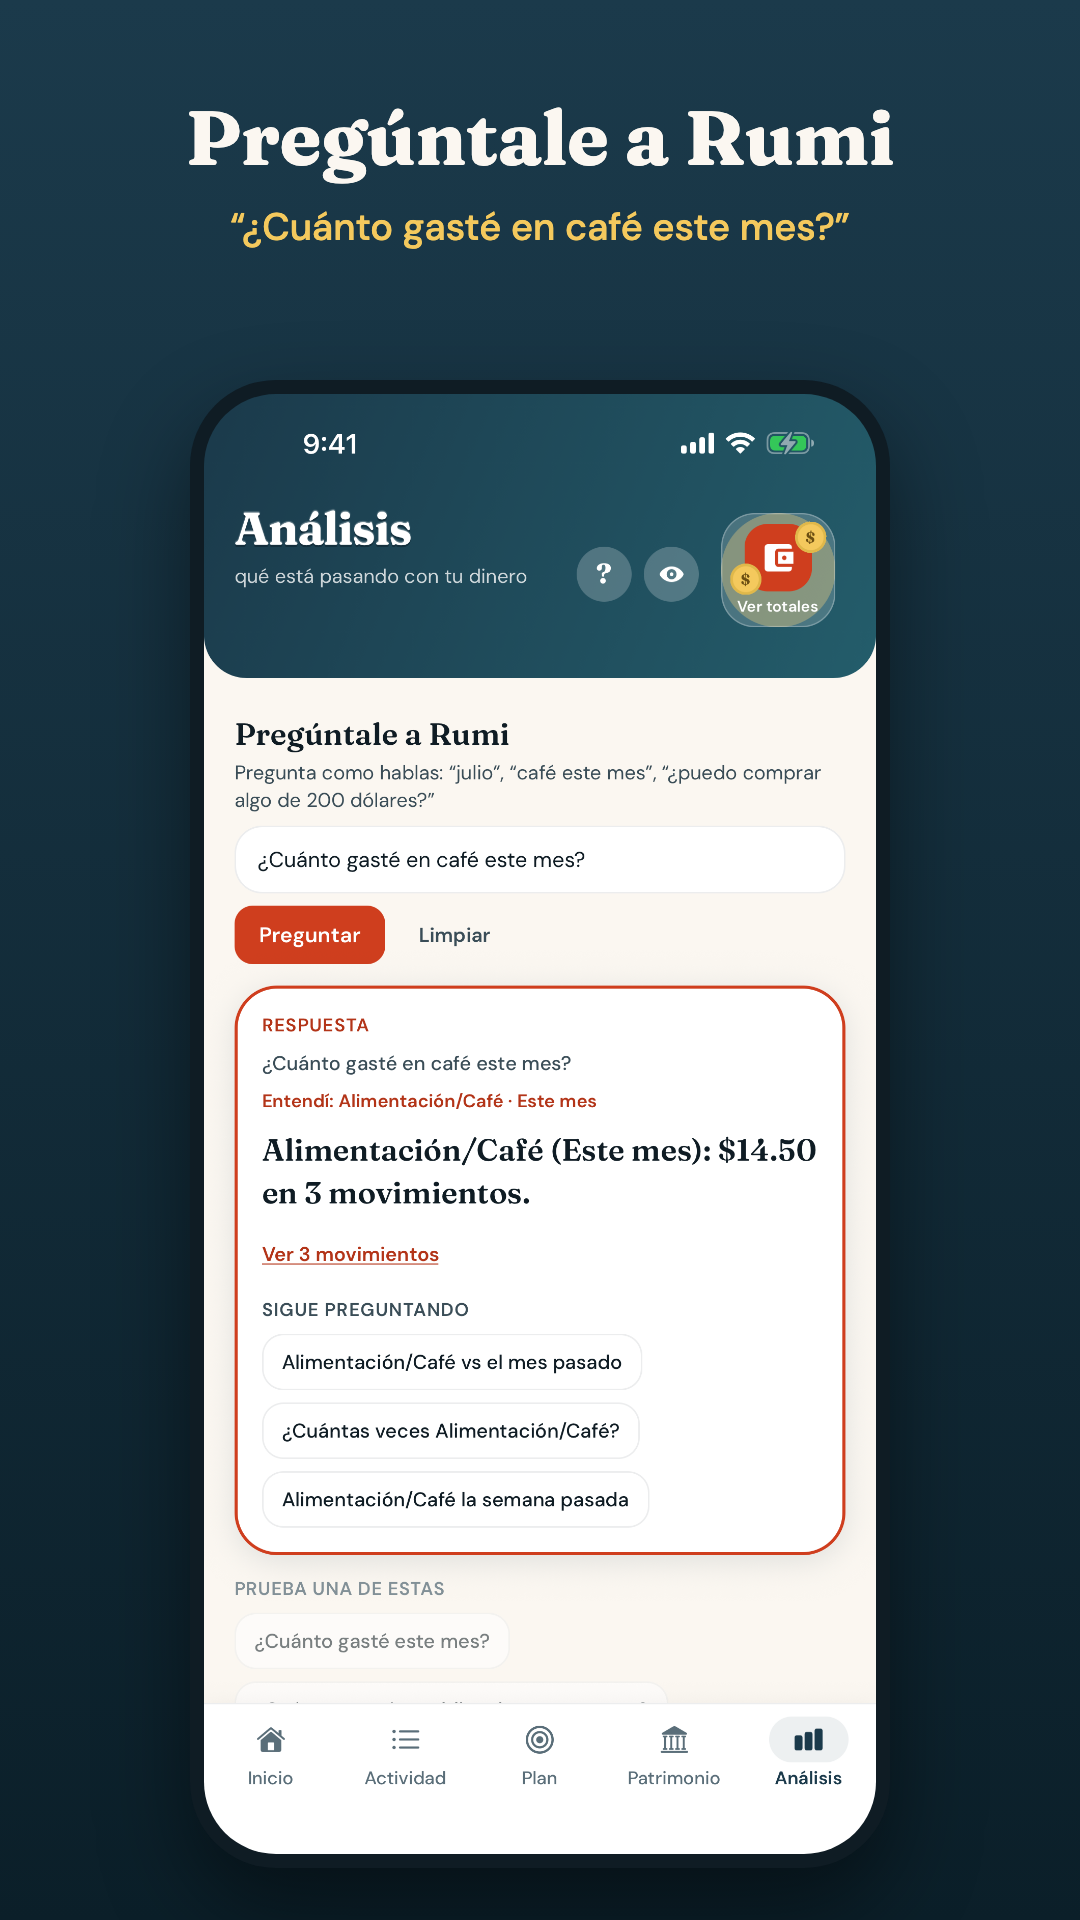 Pregúntale a Rumi
“¿Cuánto gasté en café este mes?”
9:41
Análisis
qué está pasando con tu dinero
?
$
$
Ver totales
Pregúntale a Rumi
Pregunta como hablas: “julio”, “café este mes”, “¿puedo comprar
algo de 200 dólares?”
¿Cuánto gasté en café este mes?
Preguntar
Limpiar
RESPUESTA
¿Cuánto gasté en café este mes?
Entendí: Alimentación/Café · Este mes
Alimentación/Café (Este mes): $14.50
en 3 movimientos.
Ver 3 movimientos
SIGUE PREGUNTANDO
Alimentación/Café vs el mes pasado
¿Cuántas veces Alimentación/Café?
Alimentación/Café la semana pasada
PRUEBA UNA DE ESTAS
¿Cuánto gasté este mes?
Inicio
Actividad
Plan
Patrimonio
Análisis